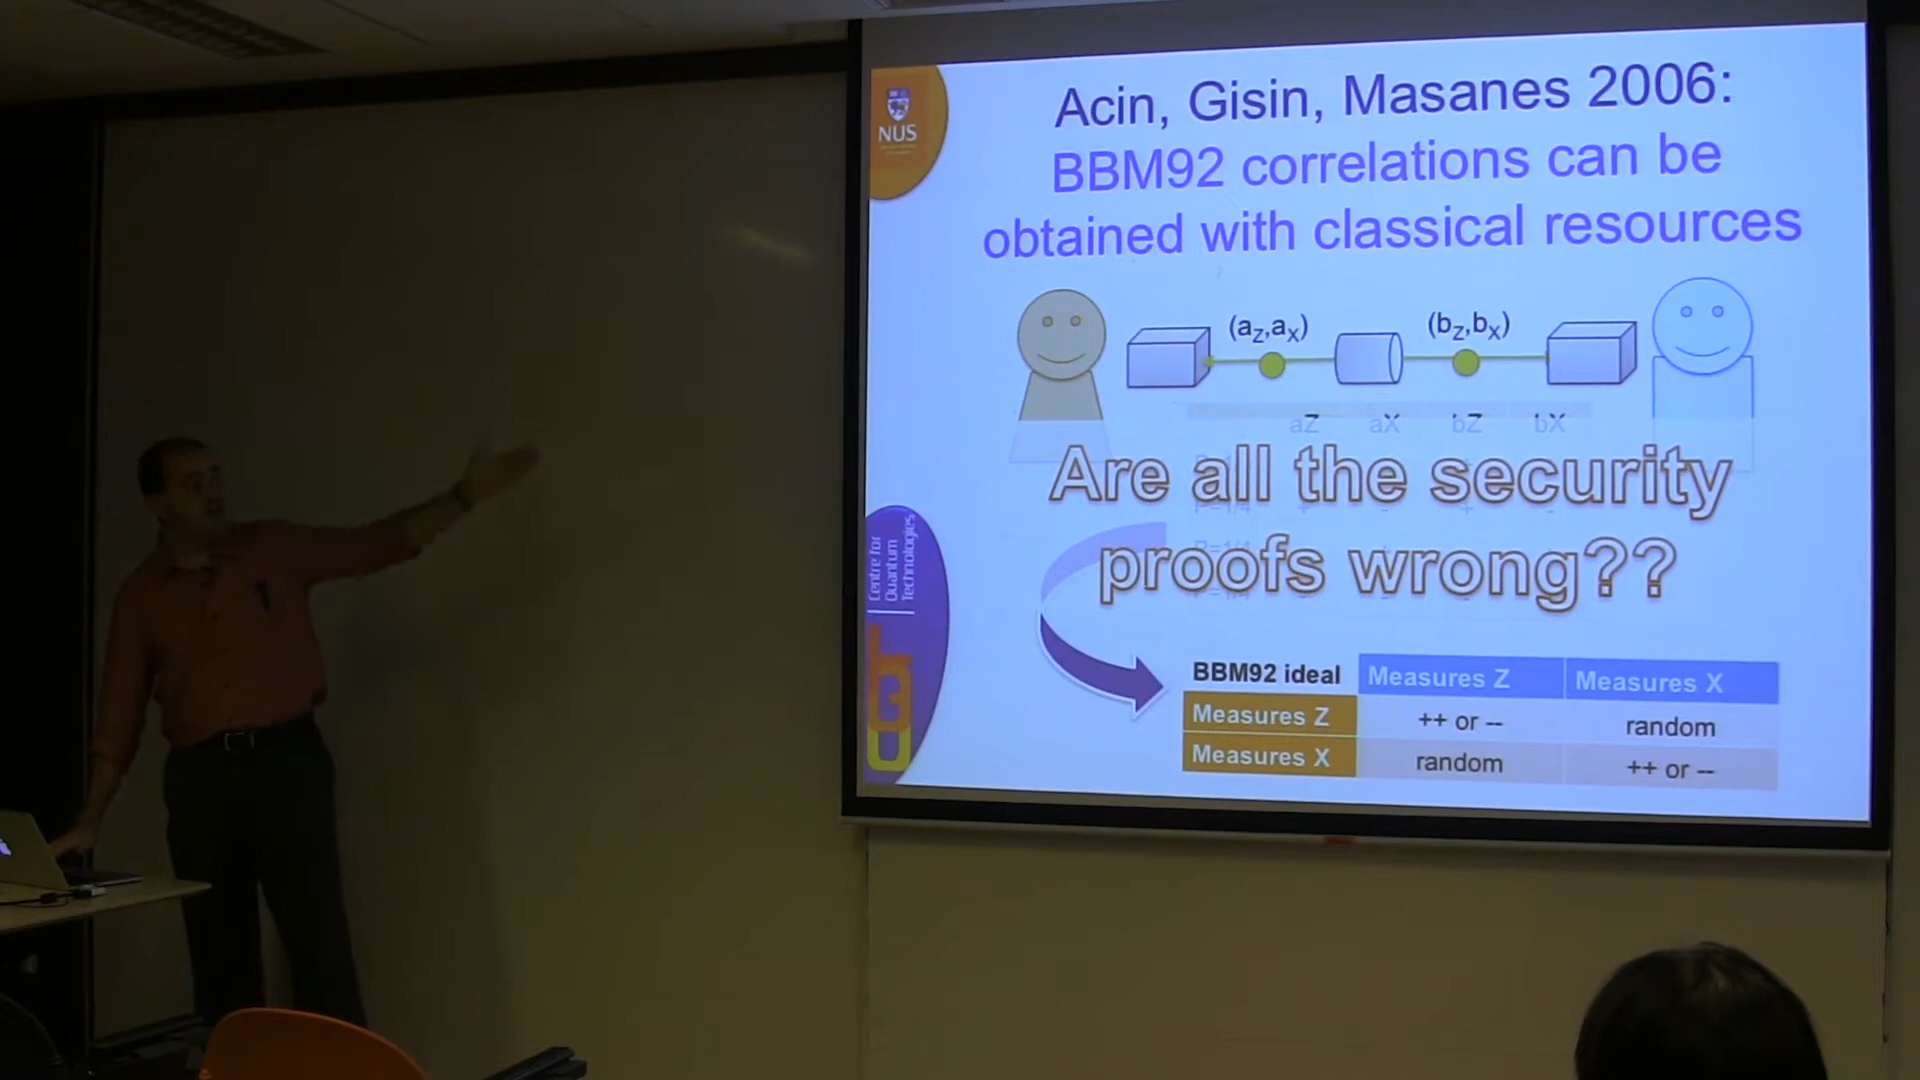 Acin, Gisin, Masanes 2006:
BBM92 correlations can be
obtained with classical resources
NUS
(aZ,aX)
(bZ,bX)
aZ aX bZ bX
Are all the security
proofs wrong??
Centre for
Quantum
Technologies
BBM92 ideal Measures Z Measures X
Measures Z ++ or -- random
Measures X random ++ or --